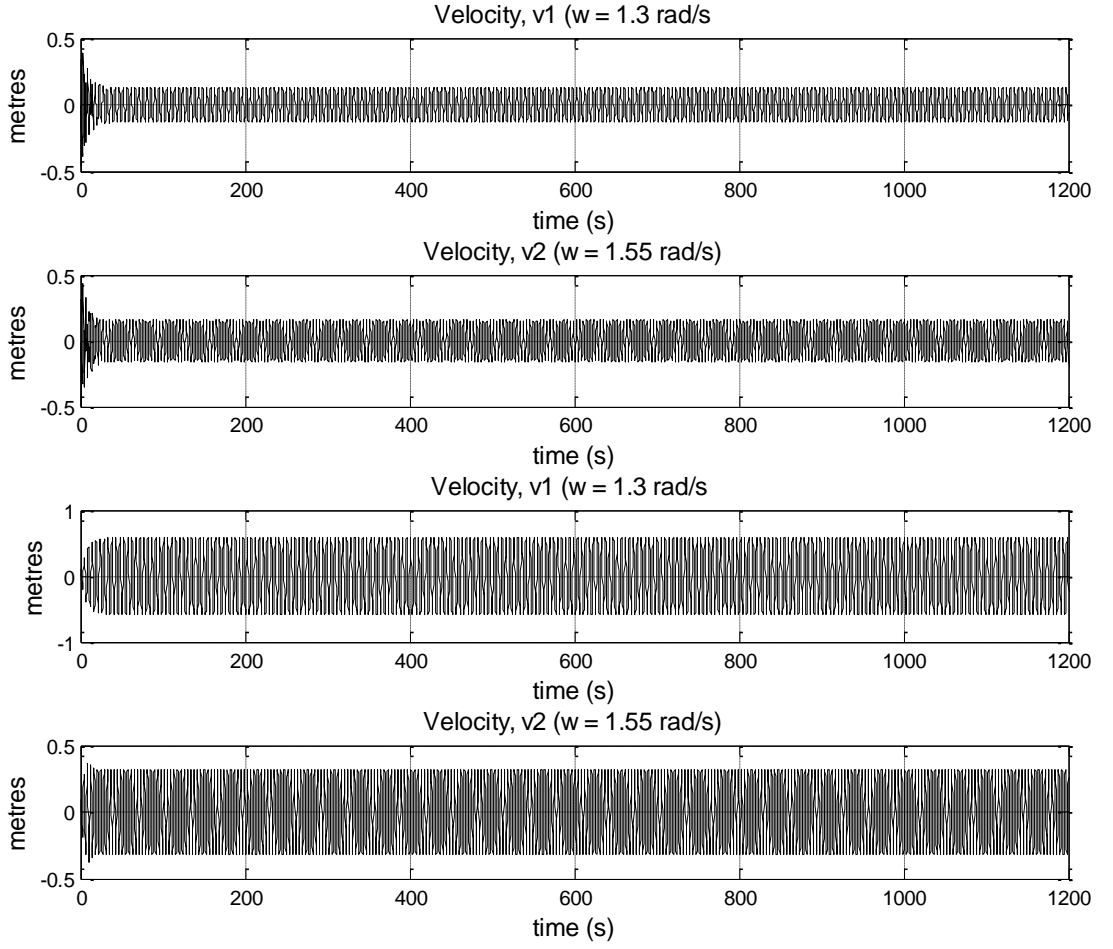 Velocity, v1 (w = 1.3 rad/s
0.5
0
-0.5
metres
0 200 400 600 800 1000 1200
time (s)
Velocity, v2 (w = 1.55 rad/s)
0.5
0
-0.5
metres
0 200 400 600 800 1000 1200
time (s)
Velocity, v1 (w = 1.3 rad/s
1
0
-1
metres
0 200 400 600 800 1000 1200
time (s)
Velocity, v2 (w = 1.55 rad/s)
0.5
0
-0.5
metres
0 200 400 600 800 1000 1200
time (s)